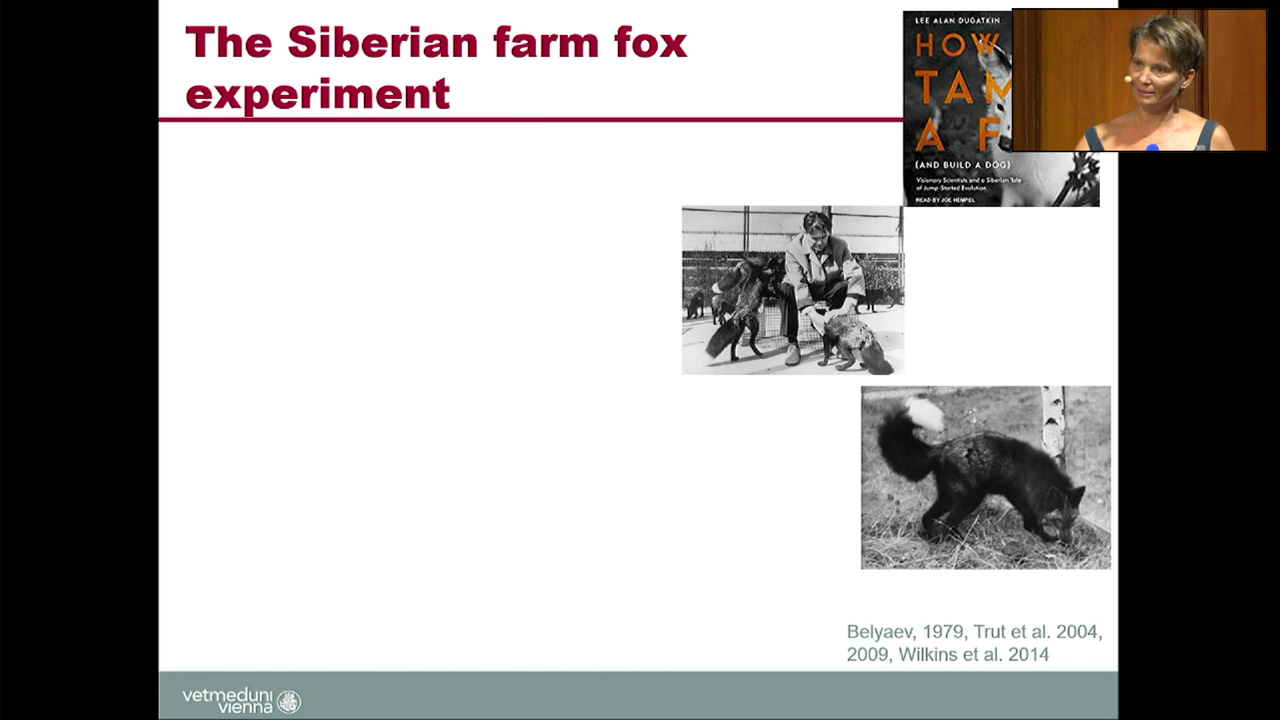 The Siberian farm fox
experiment
LEE ALAN DUGATKIN
HOW
TAM
A F
(AND BUILD A DOG)
Visionary Scientists and a Siberian Tale
of Jump-Started Evolution
READ BY JOE HEMPEL
Belyaev, 1979, Trut et al. 2004,
2009, Wilkins et al. 2014
vetmeduni
vienna